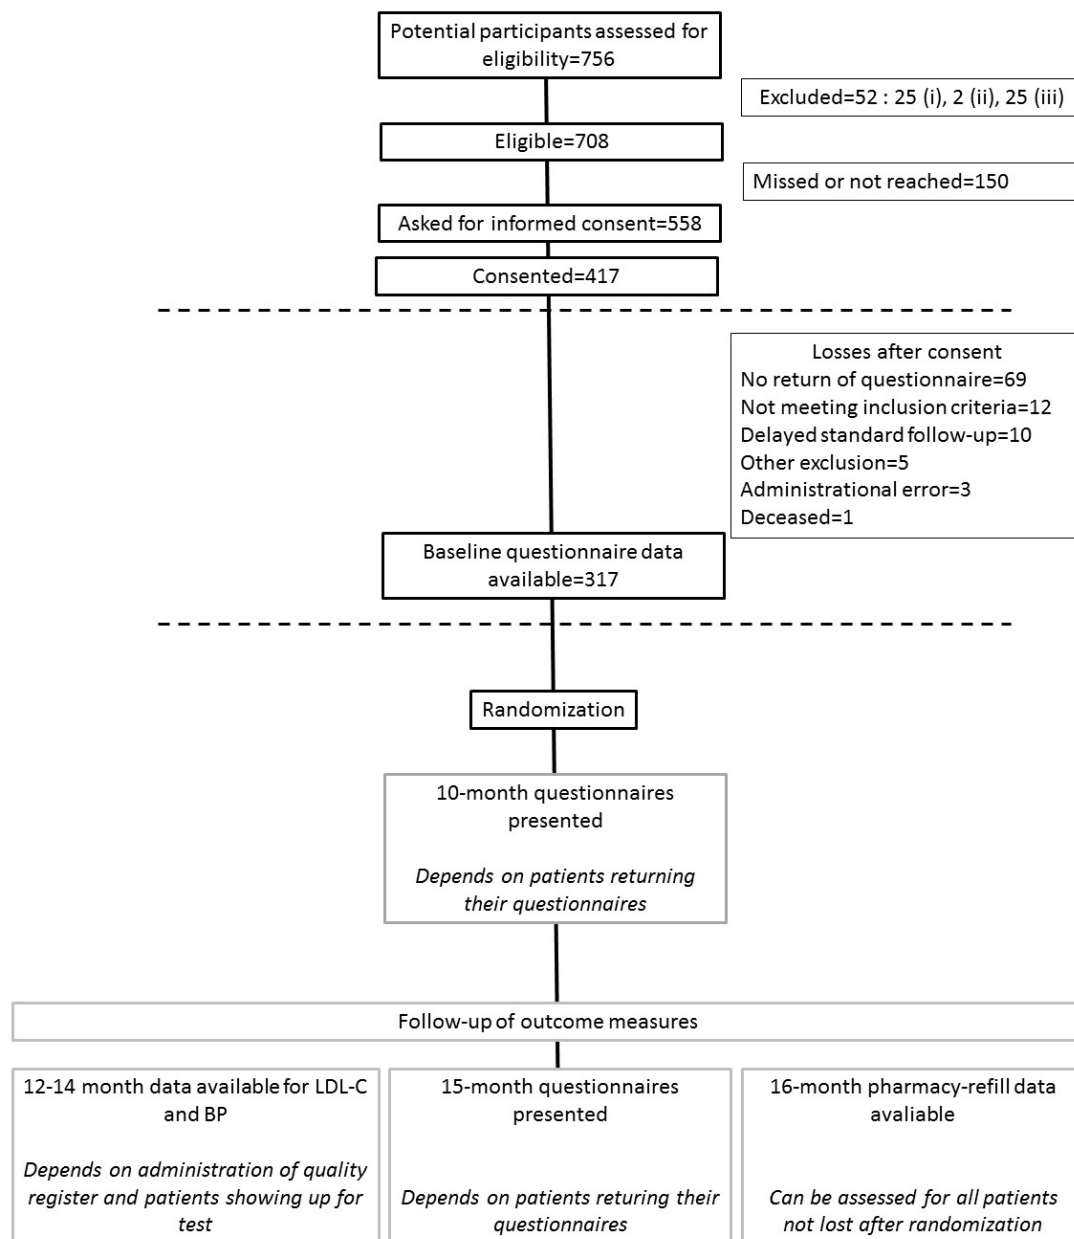 Potential participants assessed for
eligibility=756
Excluded=52 : 25 (i), 2 (ii), 25 (iii)
Eligible=708
Missed or not reached=150
Asked for informed consent=558
Consented=417
Losses after consent
No return of questionnaire=69
Not meeting inclusion criteria=12
Delayed standard follow-up=10
Other exclusion=5
Administrational error=3
Deceased=1
Baseline questionnaire data
available=317
Randomization
10-month questionnaires
presented
Depends on patients returning
their questionnaires
Follow-up of outcome measures
12-14 month data available for LDL-C
and BP
Depends on administration of quality
register and patients showing up for
test
15-month questionnaires
presented
Depends on patients returing their
questionnaires
16-month pharmacy-refill data
avaliable
Can be assessed for all patients
not lost after randomization